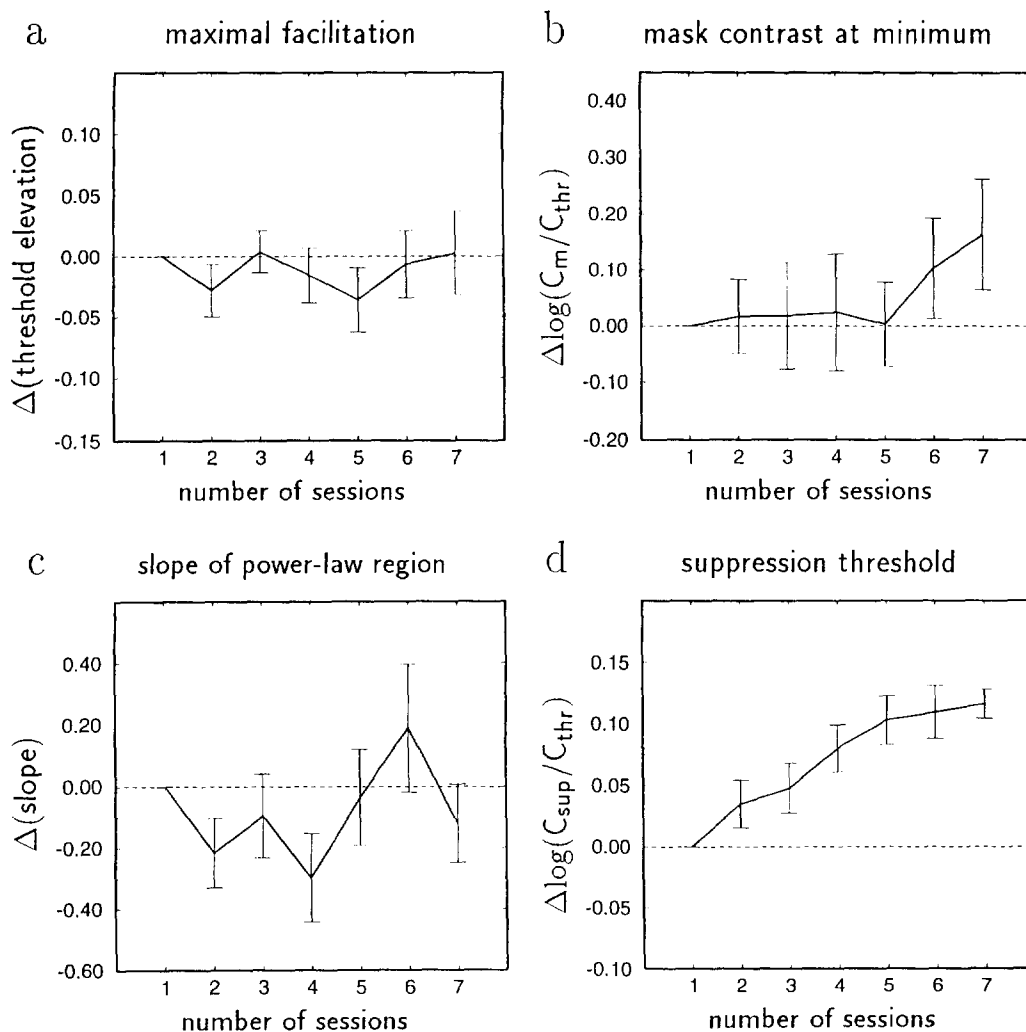 a maximal facilitation
Δ(threshold elevation)
0.10
0.05
0.00
-0.05
-0.10
-0.15
1 2 3 4 5 6 7
number of sessions
b mask contrast at minimum
Δlog(Cm/Cthr)
0.40
0.30
0.20
0.10
0.00
-0.10
-0.20
1 2 3 4 5 6 7
number of sessions
c slope of power-law region
Δ(slope)
0.40
0.20
0.00
-0.20
-0.40
-0.60
1 2 3 4 5 6 7
number of sessions
d suppression threshold
Δlog(Csup/Cthr)
0.15
0.10
0.05
0.00
-0.05
-0.10
1 2 3 4 5 6 7
number of sessions